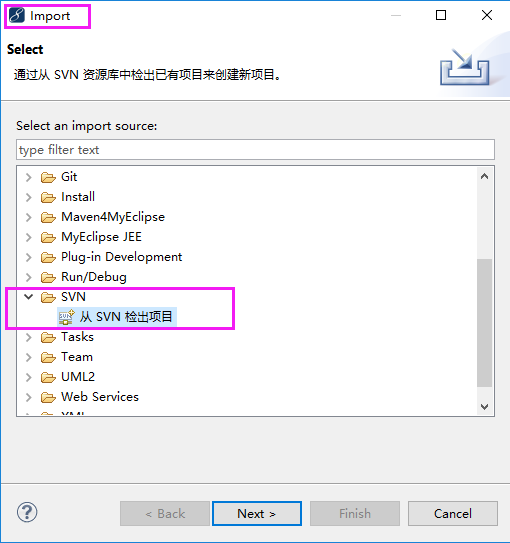 Import
Select
通过从 SVN 资源库中检出已有项目来创建新项目。
Select an import source:
type filter text
Git
Install
Maven4MyEclipse
MyEclipse JEE
Plug-in Development
Run/Debug
SVN
从 SVN 检出项目
Tasks
Team
UML2
Web Services
XML
?
< Back
Next >
Finish
Cancel